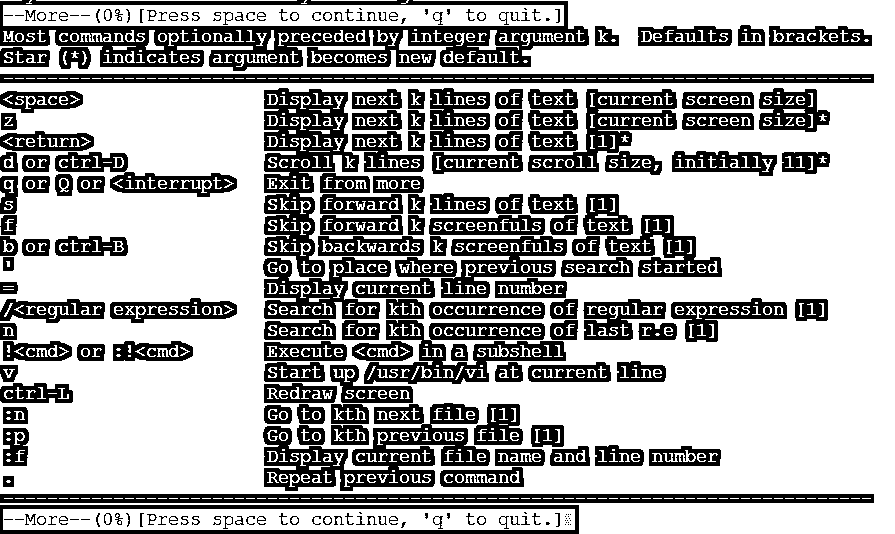 --More--(0%)[Press space to continue, 'q' to quit.]
Most commands optionally preceded by integer argument k.  Defaults in brackets.
Star (*) indicates argument becomes new default.
<space>                 Display next k lines of text [current screen size]
z                       Display next k lines of text [current screen size]*
<return>                Display next k lines of text [1]*
d or ctrl-D             Scroll k lines [current scroll size, initially 11]*
q or Q or <interrupt>   Exit from more
s                       Skip forward k lines of text [1]
f                       Skip forward k screenfuls of text [1]
b or ctrl-B             Skip backwards k screenfuls of text [1]
'                       Go to place where previous search started
=                       Display current line number
/<regular expression>   Search for kth occurrence of regular expression [1]
n                       Search for kth occurrence of last r.e [1]
!<cmd> or :!<cmd>       Execute <cmd> in a subshell
v                       Start up /usr/bin/vi at current line
ctrl-L                  Redraw screen
:n                      Go to kth next file [1]
:p                      Go to kth previous file [1]
:f                      Display current file name and line number
.                       Repeat previous command
--More--(0%)[Press space to continue, 'q' to quit.]